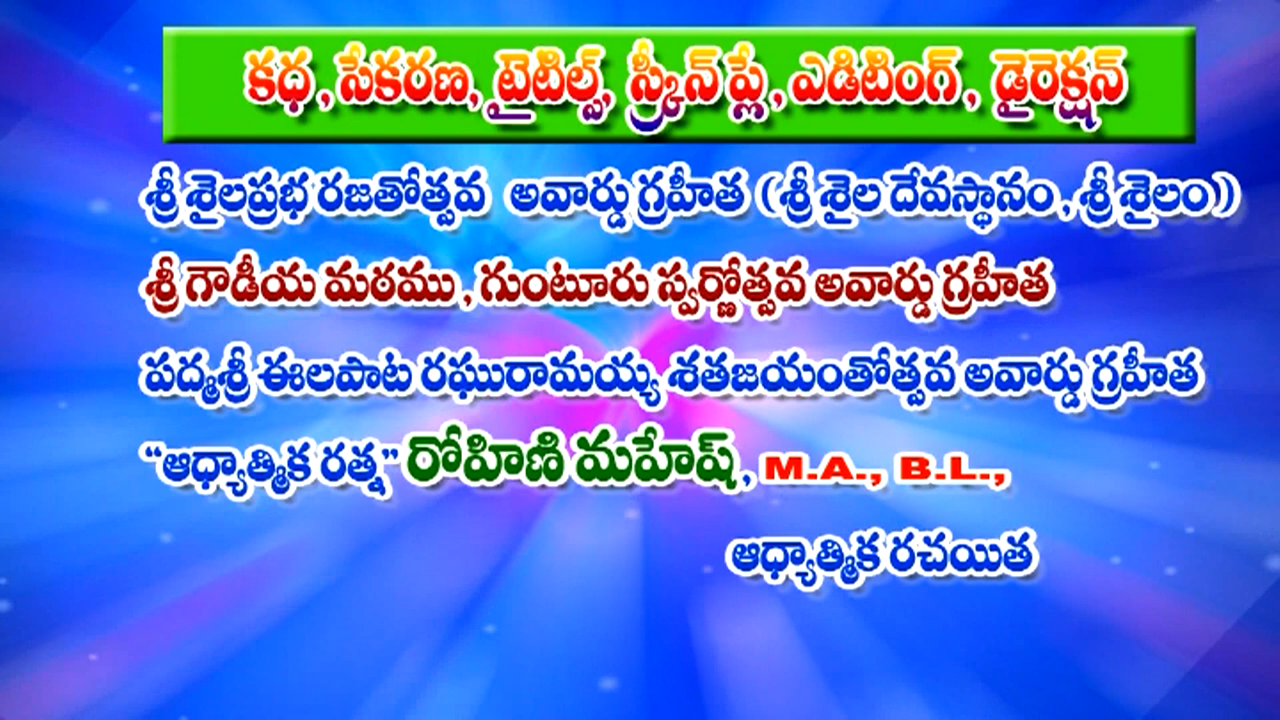 కధ, సేకరణ, టైటిల్స్, స్క్రీన్ ప్లే, ఎడిటింగ్, డైరెక్షన్
శ్రీ శైలప్రభ రజతోత్సవ అవార్డు గ్రహీత (శ్రీ శైల దేవస్థానం, శ్రీ శైలం))
శ్రీ గౌడీయ మఠము, గుంటూరు స్వర్ణోత్సవ అవార్డు గ్రహీత
పద్మశ్రీ ఈలపాట రఘురామయ్య శతజయంతోత్సవ అవార్డు గ్రహీత
“ఆధ్యాత్మిక రత్న” రోహిణి మహేష్, M.A., B.L.,
ఆధ్యాత్మిక రచయిత